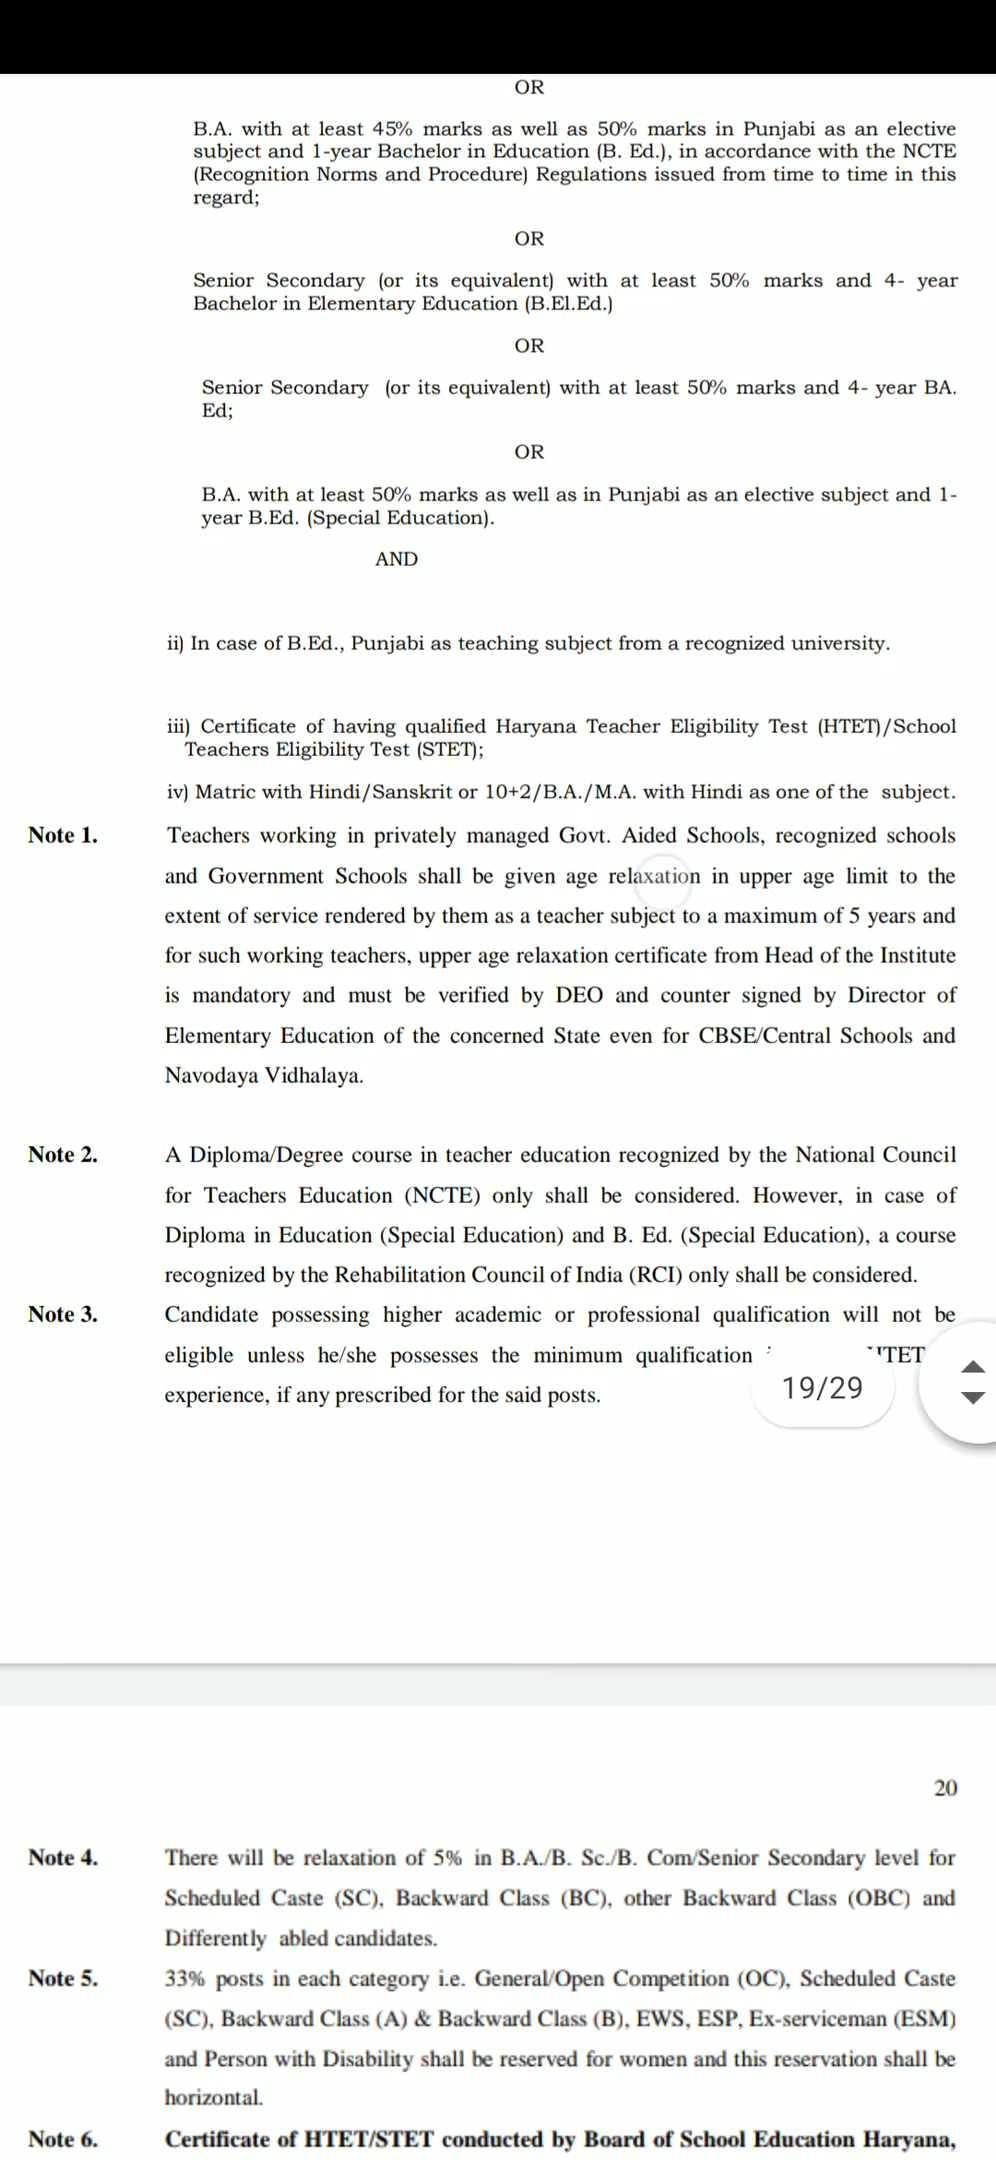 OR
B.A. with at least 45% marks as well as 50% marks in Punjabi as an elective
subject and 1-year Bachelor in Education (B. Ed.), in accordance with the NCTE
(Recognition Norms and Procedure) Regulations issued from time to time in this
regard;
OR
Senior Secondary (or its equivalent) with at least 50% marks and 4- year
Bachelor in Elementary Education (B.El.Ed.)
OR
Senior Secondary (or its equivalent) with at least 50% marks and 4- year BA.
Ed;
OR
B.A. with at least 50% marks as well as in Punjabi as an elective subject and 1-
year B.Ed. (Special Education).
AND
ii) In case of B.Ed., Punjabi as teaching subject from a recognized university.
iii) Certificate of having qualified Haryana Teacher Eligibility Test (HTET)/School
Teachers Eligibility Test (STET);
iv) Matric with Hindi/Sanskrit or 10+2/B.A./M.A. with Hindi as one of the subject.
Note 1. Teachers working in privately managed Govt. Aided Schools, recognized schools
and Government Schools shall be given age relaxation in upper age limit to the
extent of service rendered by them as a teacher subject to a maximum of 5 years and
for such working teachers, upper age relaxation certificate from Head of the Institute
is mandatory and must be verified by DEO and counter signed by Director of
Elementary Education of the concerned State even for CBSE/Central Schools and
Navodaya Vidhalaya.
Note 2. A Diploma/Degree course in teacher education recognized by the National Council
for Teachers Education (NCTE) only shall be considered. However, in case of
Diploma in Education (Special Education) and B. Ed. (Special Education), a course
recognized by the Rehabilitation Council of India (RCI) only shall be considered.
Note 3. Candidate possessing higher academic or professional qualification will not be
eligible unless he/she possesses the minimum qualification
experience, if any prescribed for the said posts.
19/29
20
Note 4. There will be relaxation of 5% in B.A./B. Sc./B. Com/Senior Secondary level for
Scheduled Caste (SC), Backward Class (BC), other Backward Class (OBC) and
Differently abled candidates.
Note 5. 33% posts in each category i.e. General/Open Competition (OC), Scheduled Caste
(SC), Backward Class (A) & Backward Class (B), EWS, ESP, Ex-serviceman (ESM)
and Person with Disability shall be reserved for women and this reservation shall be
horizontal.
Note 6. Certificate of HTET/STET conducted by Board of School Education Haryana,